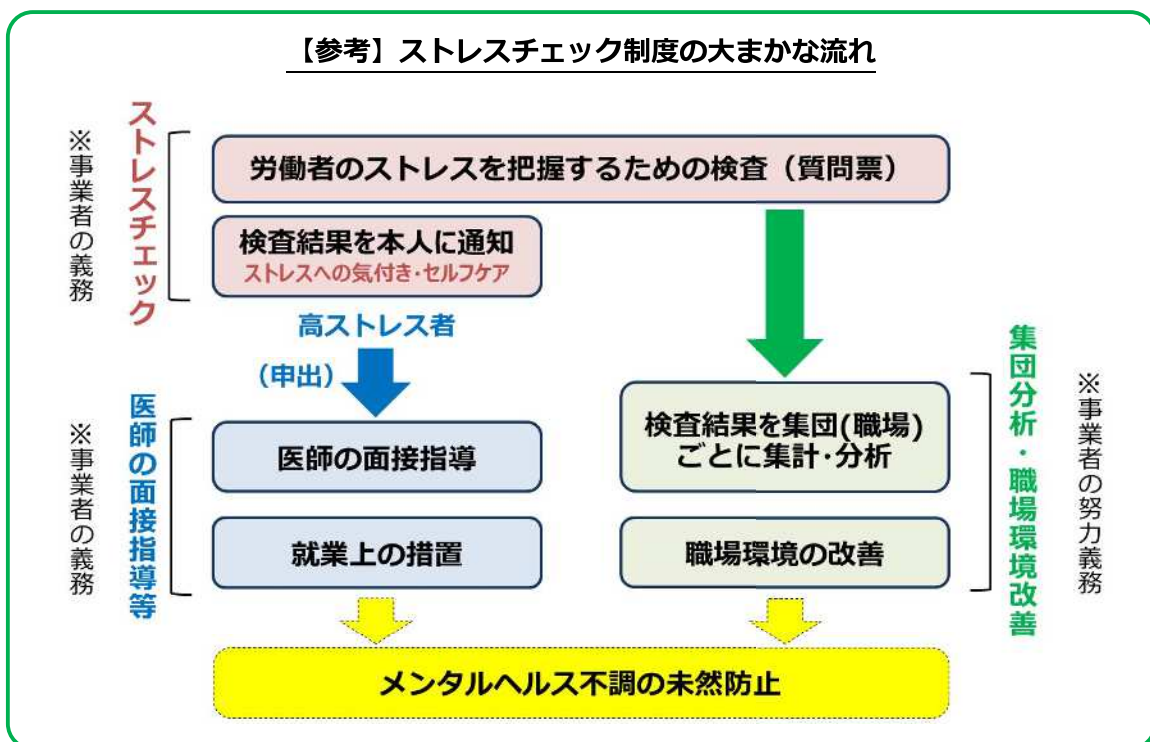 【参考】ストレスチェック制度の大まかな流れ
※事業者の義務
ストレスチェック
労働者のストレスを把握するための検査（質問票）
検査結果を本人に通知
ストレスへの気付き・セルフケア
高ストレス者
（申出）
※事業者の義務
医師の面接指導等
医師の面接指導
就業上の措置
検査結果を集団(職場)
ごとに集計・分析
職場環境の改善
集団分析・職場環境改善
※事業者の努力義務
メンタルヘルス不調の未然防止